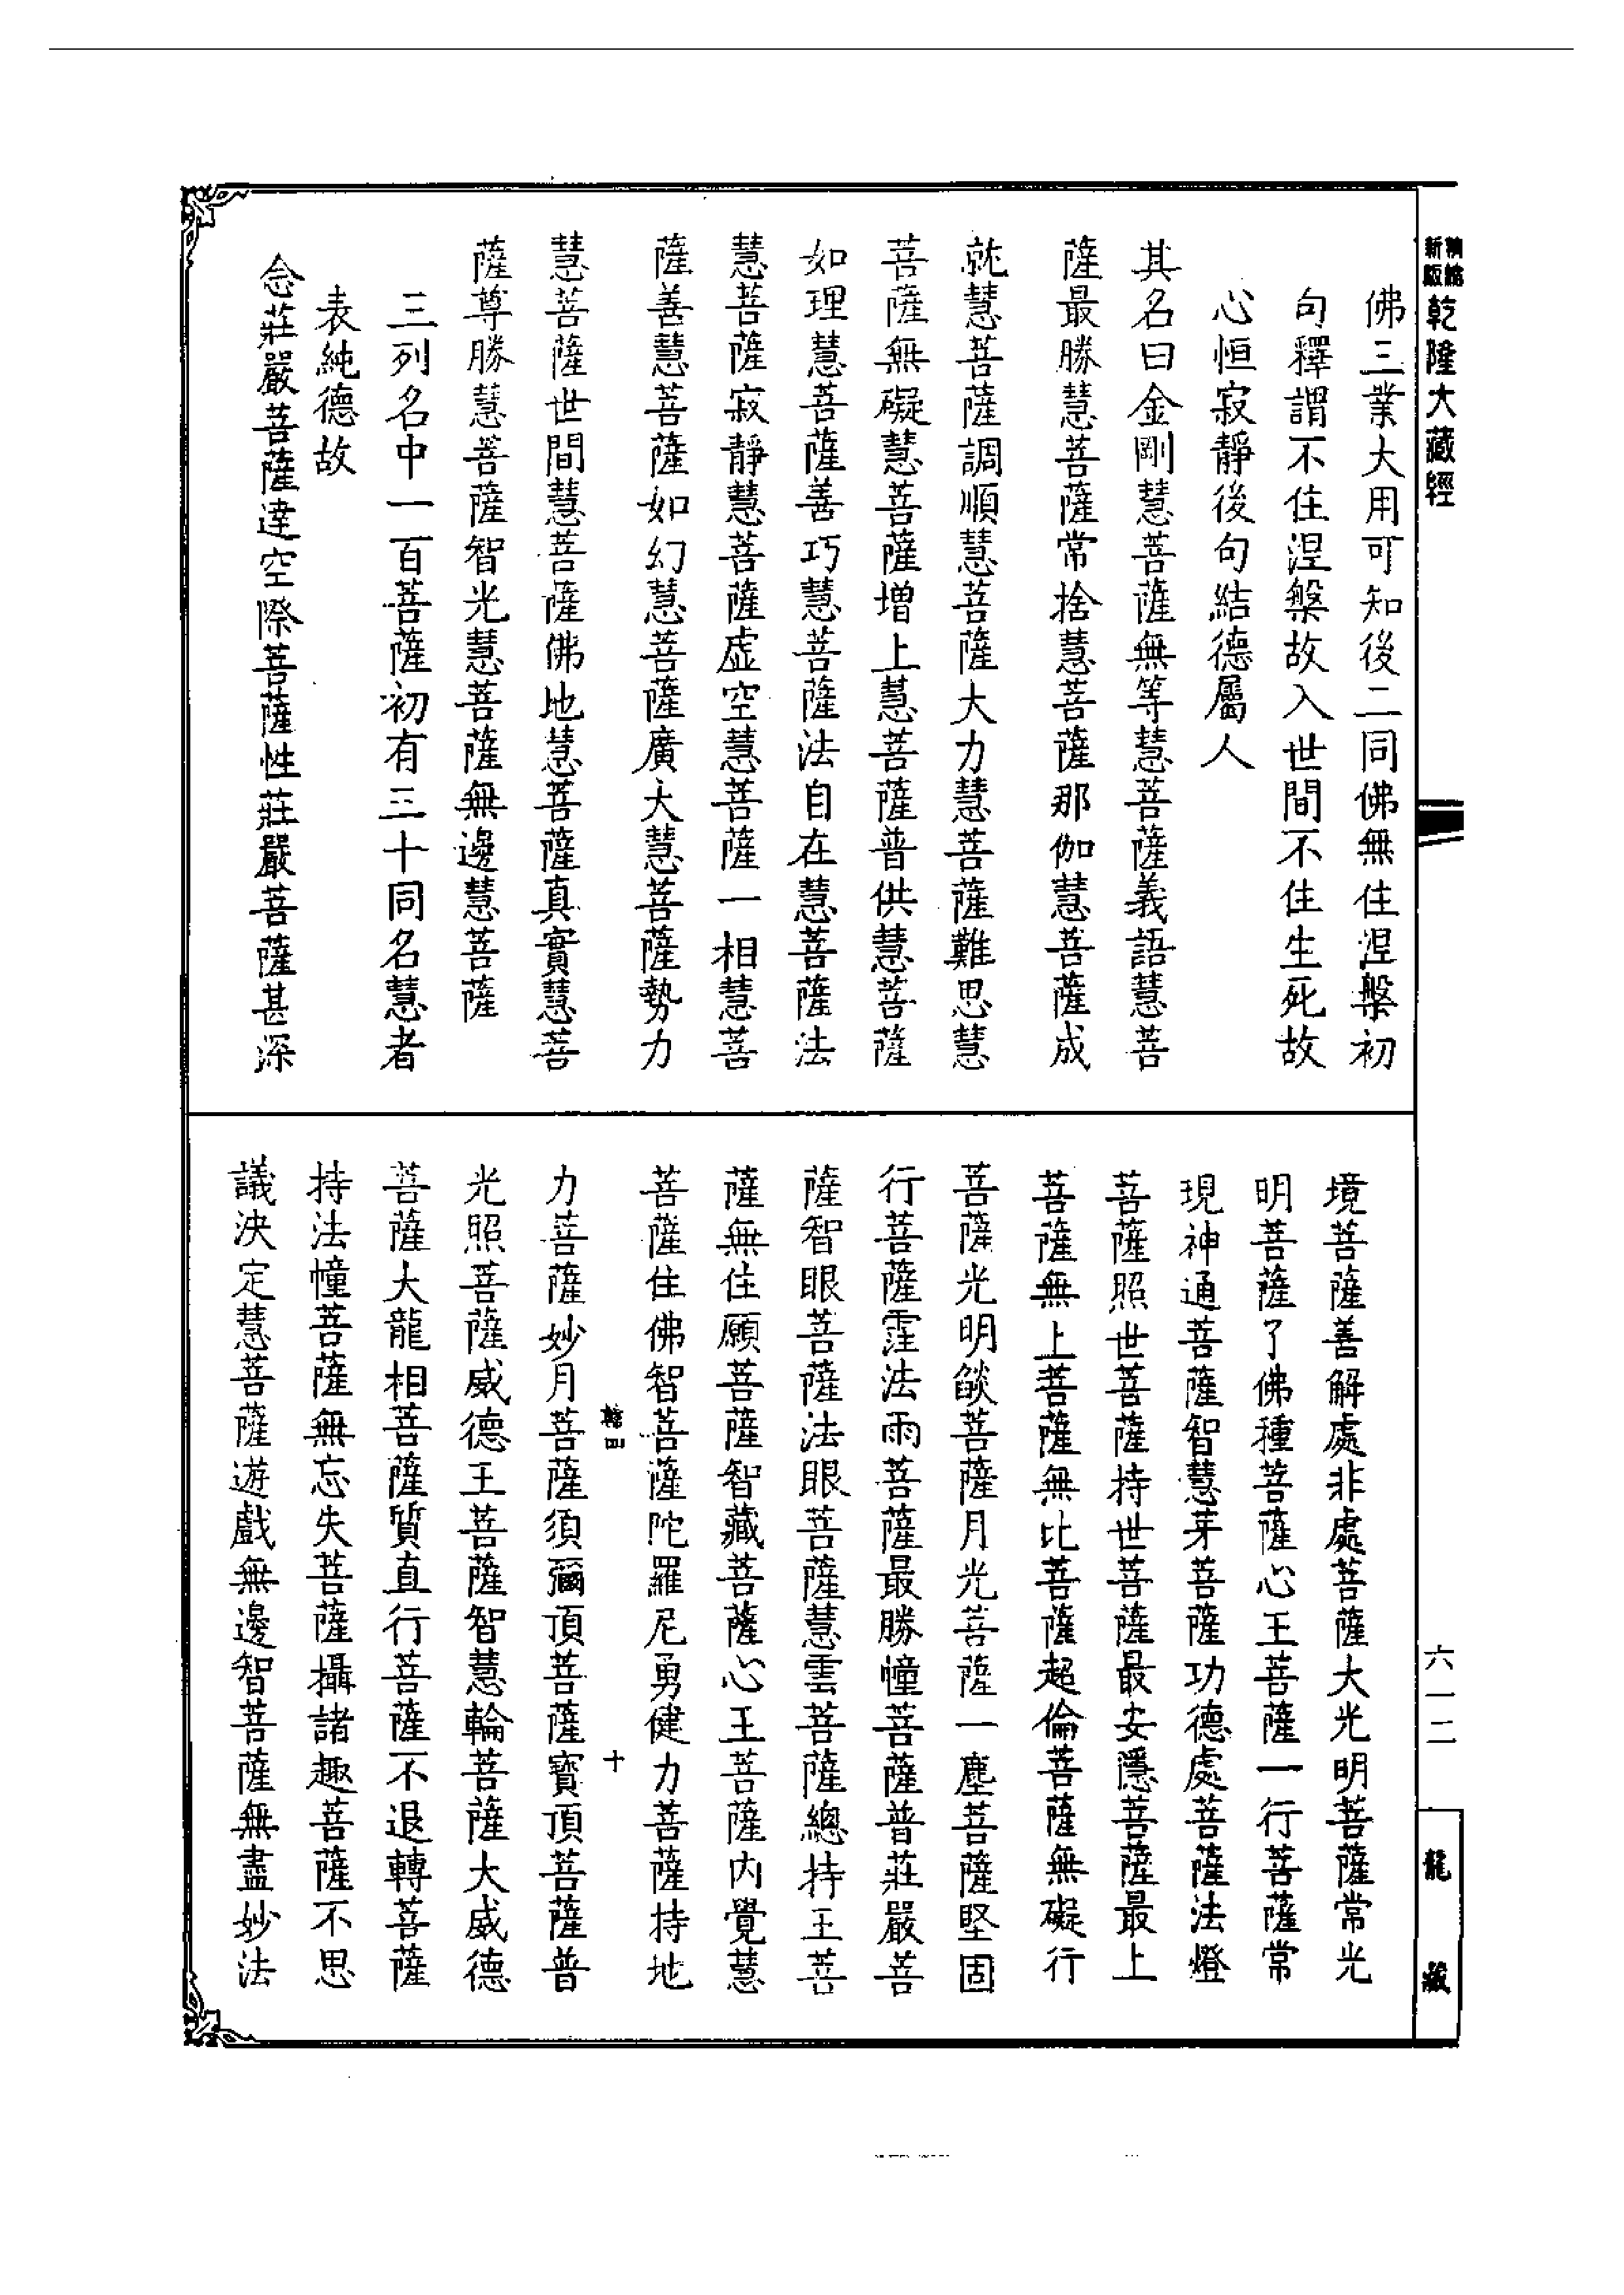 精縮新版 乾隆大藏經
佛三業大用可知後二同佛無住涅槃初
句釋謂不住涅槃故入世間不住生死故
心恒寂靜後句結德屬人
其名曰金剛慧菩薩無等慧菩薩義語慧菩
薩最勝慧菩薩常捨慧菩薩那伽慧菩薩成
就慧菩薩調順慧菩薩大力慧菩薩難思慧
菩薩無礙慧菩薩增上慧菩薩普供慧菩薩
如理慧菩薩善巧慧菩薩法自在慧菩薩法
慧菩薩寂靜慧菩薩虛空慧菩薩一相慧菩
薩善慧菩薩如幻慧菩薩廣大慧菩薩勢力
慧菩薩世間慧菩薩佛地慧菩薩真實慧菩
薩尊勝慧菩薩智光慧菩薩無邊慧菩薩
三列名中一百菩薩初有三十同名慧者
表純德故
念莊嚴菩薩達空際菩薩性莊嚴菩薩甚深
境菩薩善解處非處菩薩大光明菩薩常光
明菩薩了佛種菩薩心王菩薩一行菩薩常
現神通菩薩智慧芽菩薩功德處菩薩法燈
菩薩照世菩薩持世菩薩最安隱菩薩最上
菩薩無上菩薩無比菩薩超倫菩薩無礙行
菩薩光明燄菩薩月光菩薩一塵菩薩堅固
行菩薩霔法雨菩薩最勝幢菩薩普莊嚴菩
薩智眼菩薩法眼菩薩慧雲菩薩總持王菩
薩無住願菩薩智藏菩薩心王菩薩內覺慧
菩薩住佛智菩薩陀羅尼勇健力菩薩持地
四 十
力菩薩妙月菩薩須彌頂菩薩寶頂菩薩普
光照菩薩威德王菩薩智慧輪菩薩大威德
菩薩大龍相菩薩質直行菩薩不退轉菩薩
持法幢菩薩無忘失菩薩攝諸趣菩薩不思
議決定慧菩薩遊戲無邊智菩薩無盡妙法
六一二
龍藏